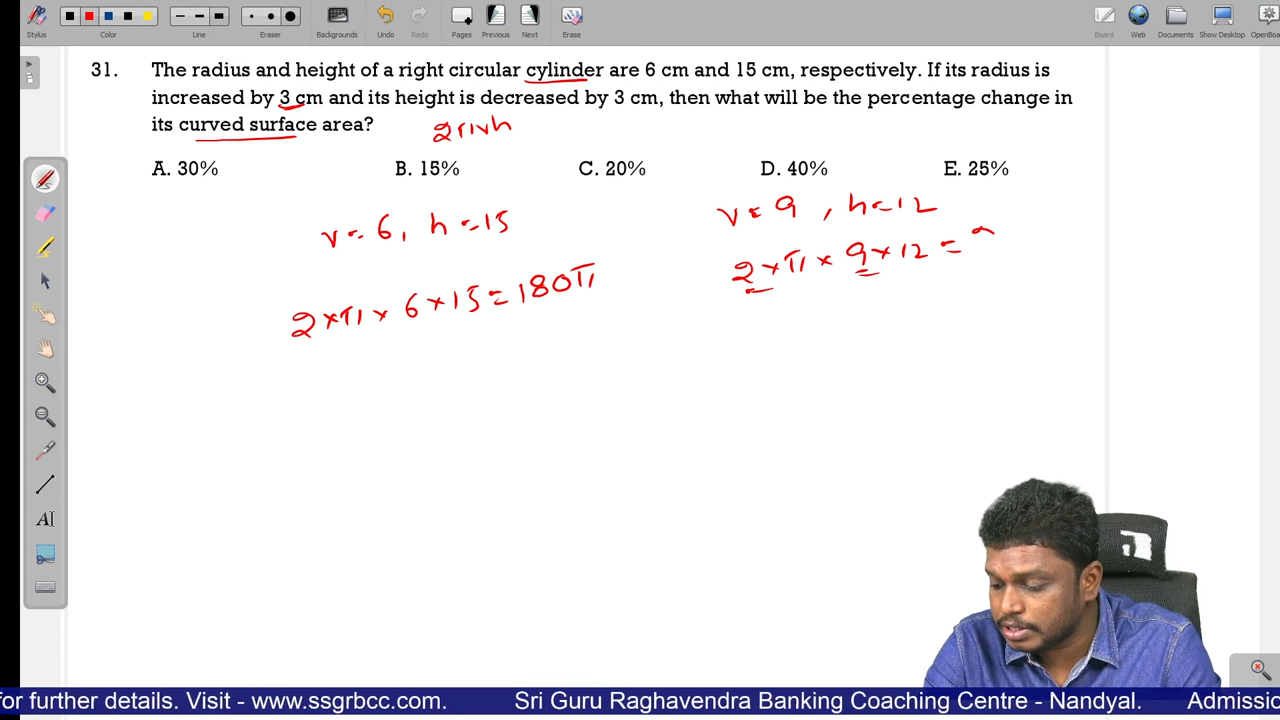 Stylus
Color
Line
Eraser
Backgrounds
Undo
Redo
Pages
Previous
Next
Erase
Board
Web
Documents
Show Desktop
OpenBoa
31. The radius and height of a right circular cylinder are 6 cm and 15 cm, respectively. If its radius is
increased by 3 cm and its height is decreased by 3 cm, then what will be the percentage change in
its curved surface area?
2πrh
A. 30% B. 15% C. 20% D. 40% E. 25%
r = 6, h = 15
r = 9, h = 12
2 × π × 9 × 12 =
2 × π × 6 × 15 = 180π
for further details. Visit - www.ssgrbcc.com. Sri Guru Raghavendra Banking Coaching Centre - Nandyal. Admissio